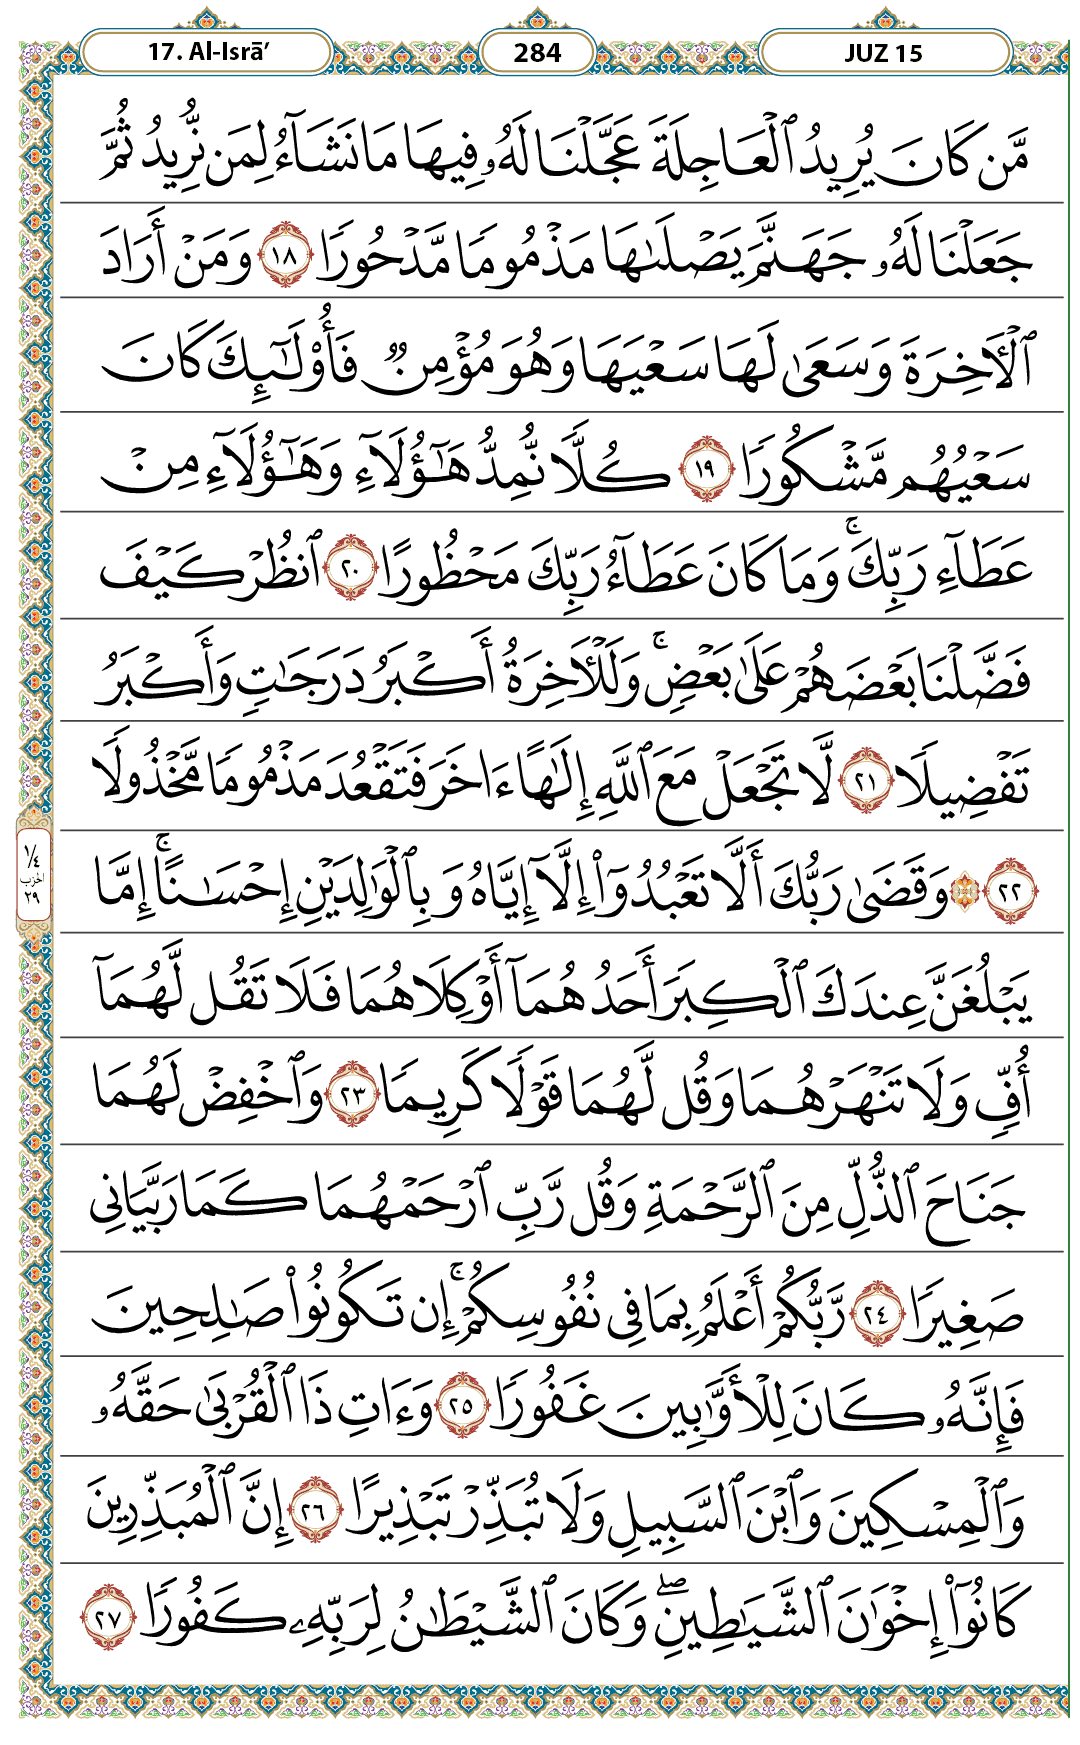 17. Al-Isrā’ 284 JUZ 15
مَّن كَانَ يُرِيدُ ٱلْعَاجِلَةَ عَجَّلْنَا لَهُۥ فِيهَا مَا نَشَآءُ لِمَن نُّرِيدُ ثُمَّ
جَعَلْنَا لَهُۥ جَهَنَّمَ يَصْلَىٰهَا مَذْمُومًا مَّدْحُورًا ١٨ وَمَنْ أَرَادَ
ٱلْـَٔاخِرَةَ وَسَعَىٰ لَهَا سَعْيَهَا وَهُوَ مُؤْمِنٌ فَأُو۟لَـٰٓئِكَ كَانَ
سَعْيُهُم مَّشْكُورًا ١٩ كُلًّا نُّمِدُّ هَـٰٓؤُلَآءِ وَهَـٰٓؤُلَآءِ مِنْ
عَطَآءِ رَبِّكَ ۚ وَمَا كَانَ عَطَآءُ رَبِّكَ مَحْظُورًا ٢٠ ٱنظُرْ كَيْفَ
فَضَّلْنَا بَعْضَهُمْ عَلَىٰ بَعْضٍ ۚ وَلَلْـَٔاخِرَةُ أَكْبَرُ دَرَجَـٰتٍ وَأَكْبَرُ
تَفْضِيلًا ٢١ لَّا تَجْعَلْ مَعَ ٱللَّهِ إِلَـٰهًا ءَاخَرَ فَتَقْعُدَ مَذْمُومًا مَّخْذُولًا
٢٢ ۞ وَقَضَىٰ رَبُّكَ أَلَّا تَعْبُدُوٓا۟ إِلَّآ إِيَّاهُ وَبِٱلْوَٰلِدَيْنِ إِحْسَـٰنًا ۚ إِمَّا
١/٤
الحزب
٢٩
يَبْلُغَنَّ عِندَكَ ٱلْكِبَرَ أَحَدُهُمَآ أَوْ كِلَاهُمَا فَلَا تَقُل لَّهُمَآ
أُفٍّ وَلَا تَنْهَرْهُمَا وَقُل لَّهُمَا قَوْلًا كَرِيمًا ٢٣ وَٱخْفِضْ لَهُمَا
جَنَاحَ ٱلذُّلِّ مِنَ ٱلرَّحْمَةِ وَقُل رَّبِّ ٱرْحَمْهُمَا كَمَا رَبَّيَانِى
صَغِيرًا ٢٤ رَّبُّكُمْ أَعْلَمُ بِمَا فِى نُفُوسِكُمْ ۚ إِن تَكُونُوا۟ صَـٰلِحِينَ
فَإِنَّهُۥ كَانَ لِلْأَوَّٰبِينَ غَفُورًا ٢٥ وَءَاتِ ذَا ٱلْقُرْبَىٰ حَقَّهُۥ
وَٱلْمِسْكِينَ وَٱبْنَ ٱلسَّبِيلِ وَلَا تُبَذِّرْ تَبْذِيرًا ٢٦ إِنَّ ٱلْمُبَذِّرِينَ
كَانُوٓا۟ إِخْوَٰنَ ٱلشَّيَـٰطِينِ ۖ وَكَانَ ٱلشَّيْطَـٰنُ لِرَبِّهِۦ كَفُورًا ٢٧